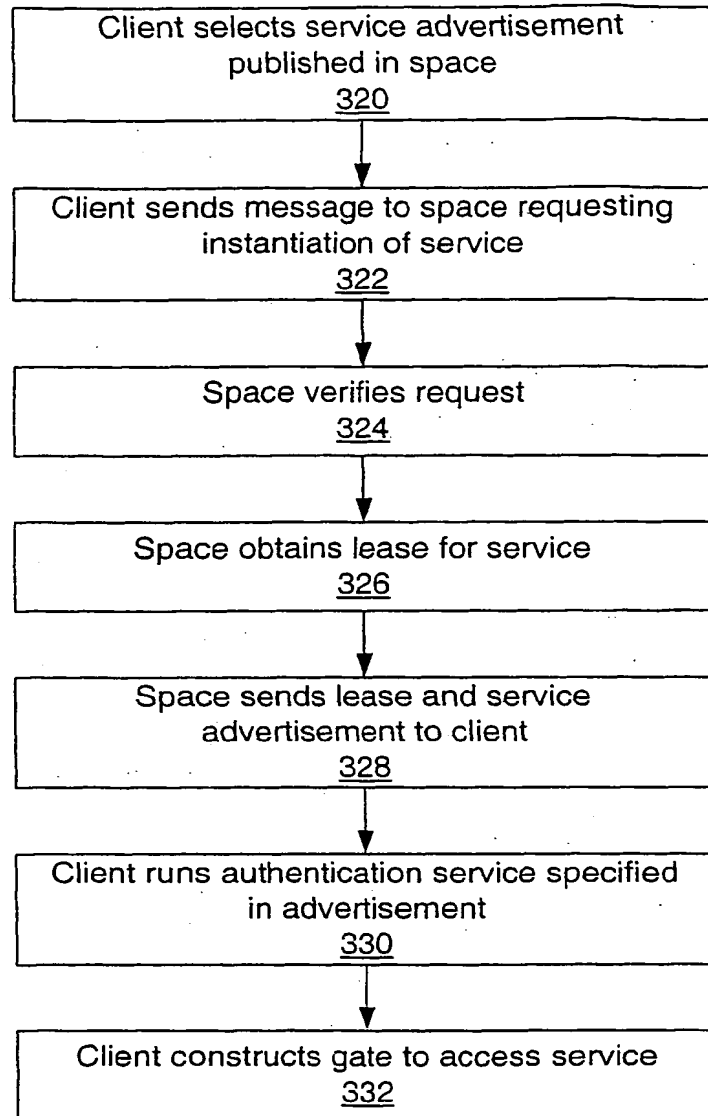 Client selects service advertisement
published in space
320
Client sends message to space requesting
instantiation of service
322
Space verifies request
324
Space obtains lease for service
326
Space sends lease and service
advertisement to client
328
Client runs authentication service specified
in advertisement
330
Client constructs gate to access service
332